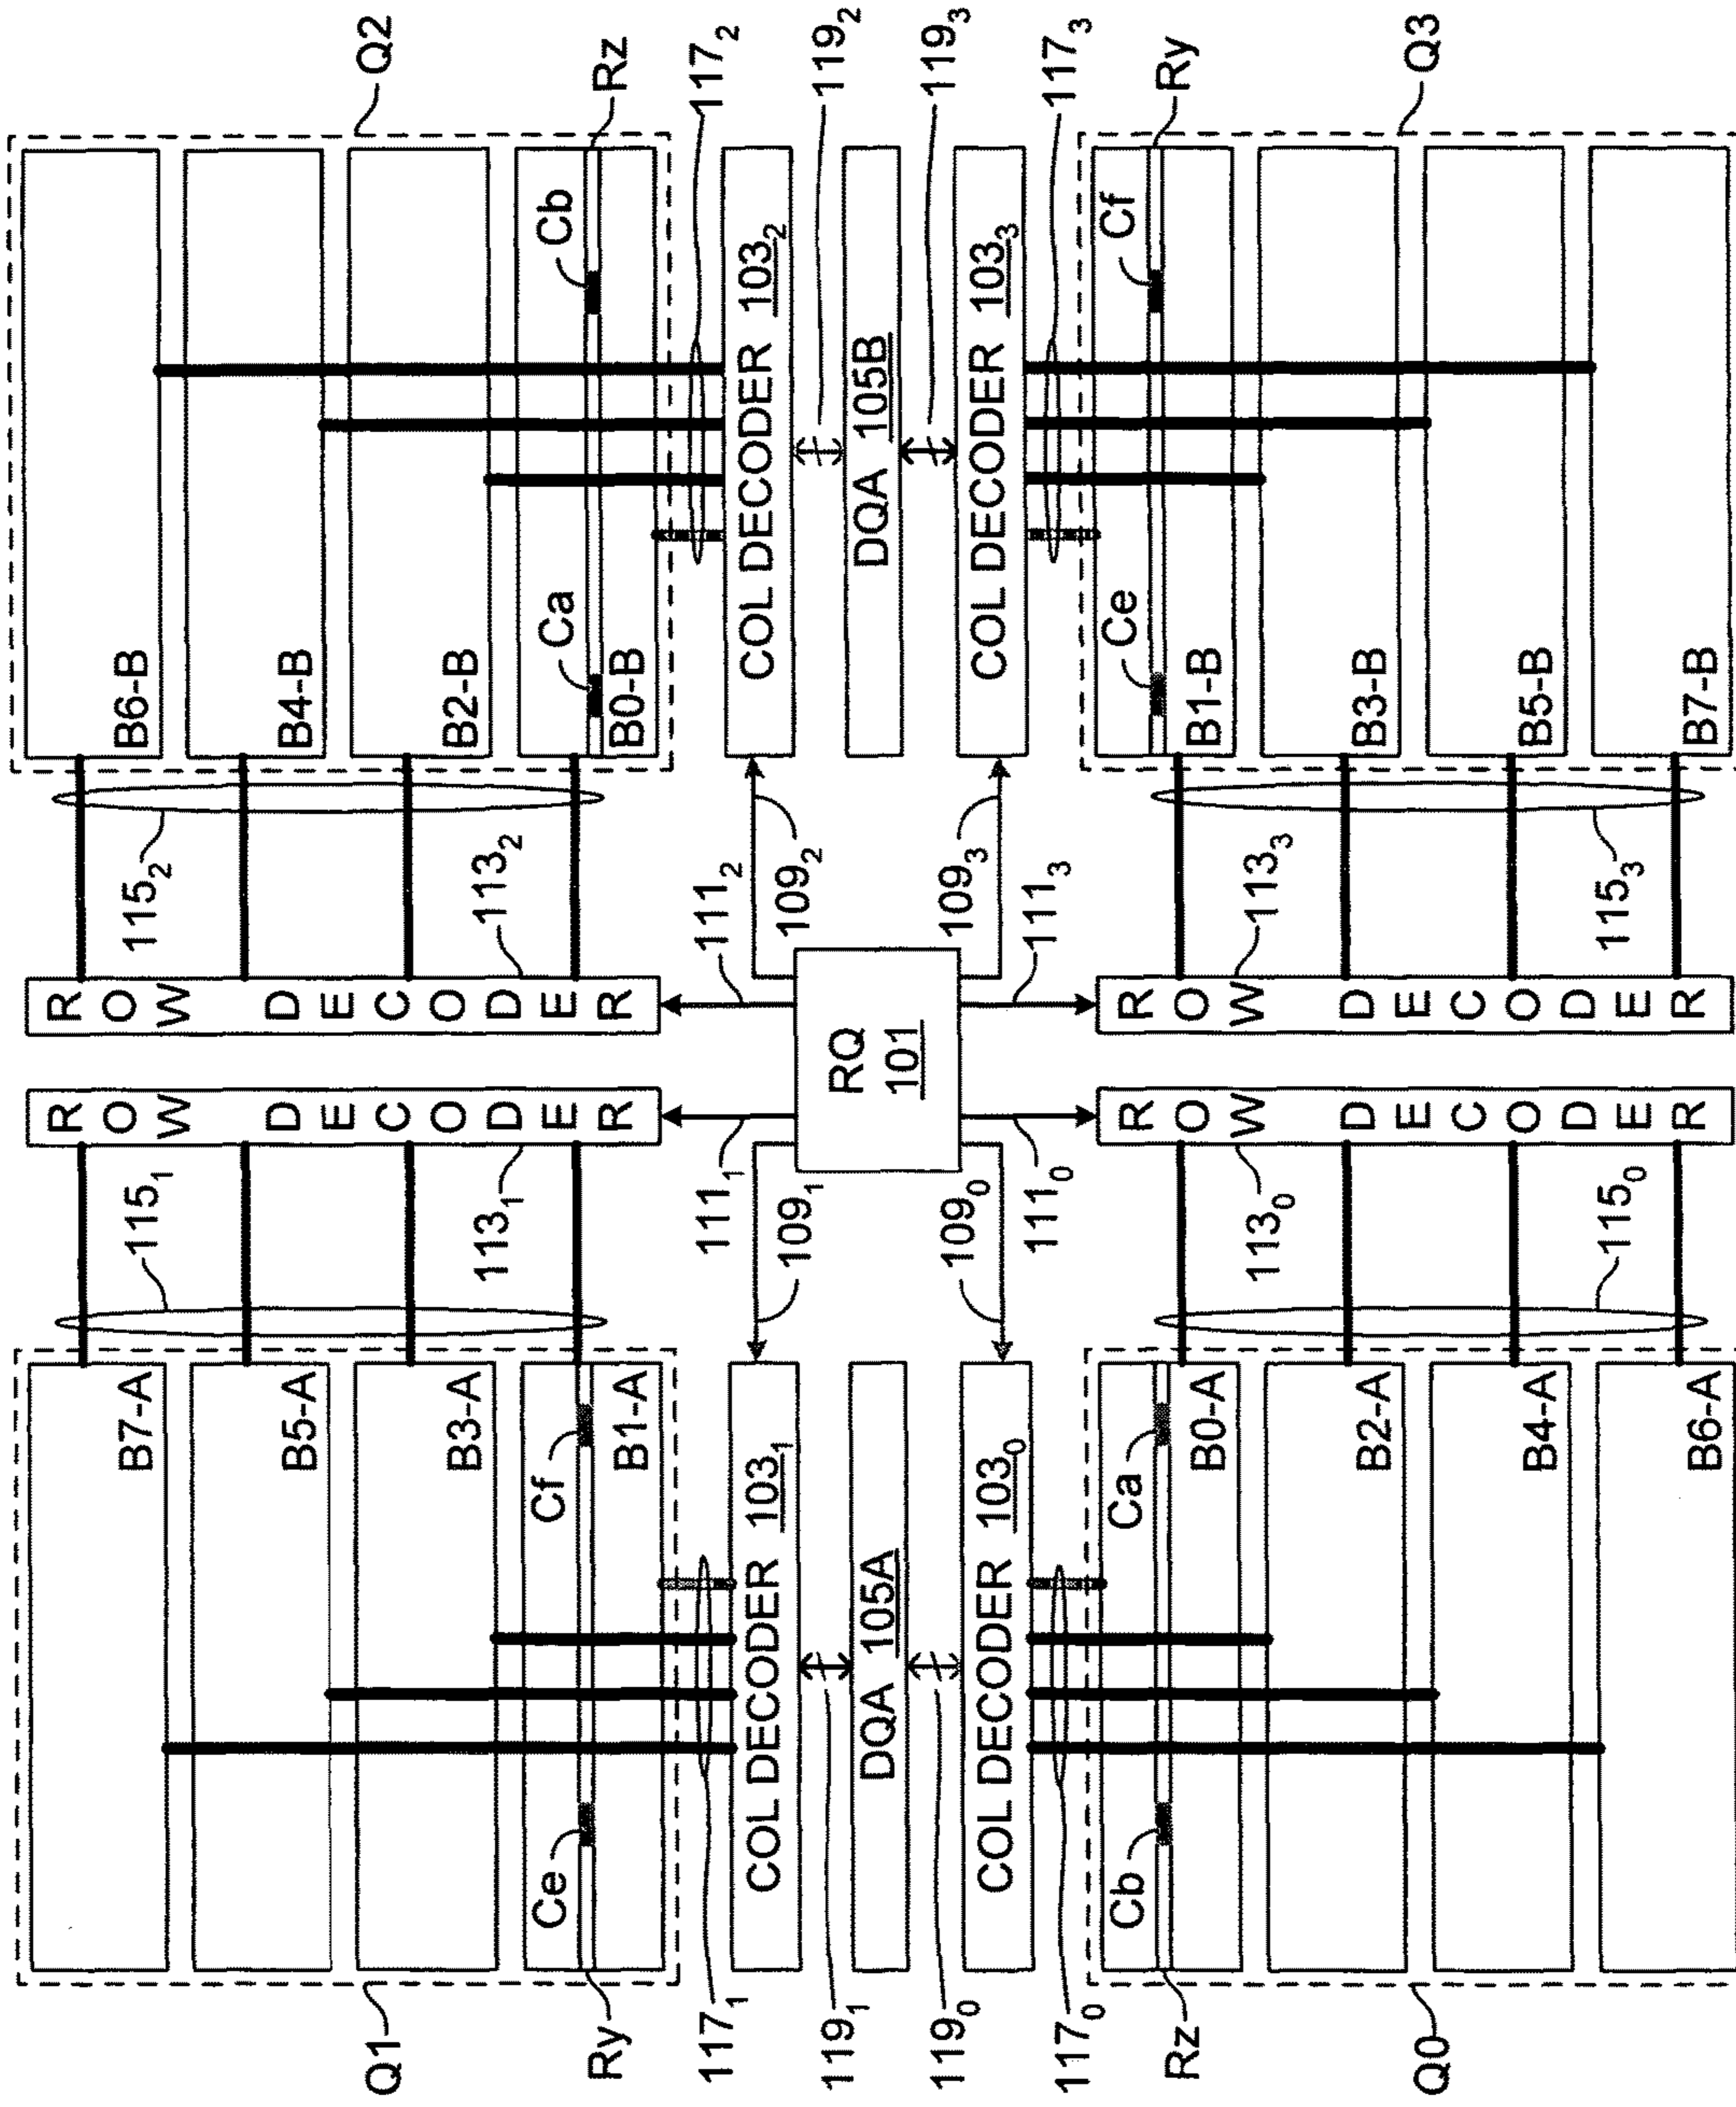 Q1
Q2
B7-A
115₁
ROW DECODER
ROW DECODER
115₂
B6-B
B5-A
B4-B
B3-A
113₁
113₂
B2-B
Ce
Cf
Ca
Cb
Ry
B1-A
B0-B
Rz
117₁
111₁
111₂
117₂
COL DECODER 103₁
109₁
109₂
COL DECODER 103₂
119₁
119₂
DQA 105A
RQ
101
DQA 105B
119₀
119₃
COL DECODER 103₀
109₀
109₃
COL DECODER 103₃
117₀
111₀
111₃
117₃
Cb
Ca
Ce
Cf
Rz
Ry
B0-A
B1-B
ROW DECODER
ROW DECODER
113₀
113₃
B2-A
B3-B
B4-A
B5-B
115₀
115₃
B6-A
B7-B
Q0
Q3